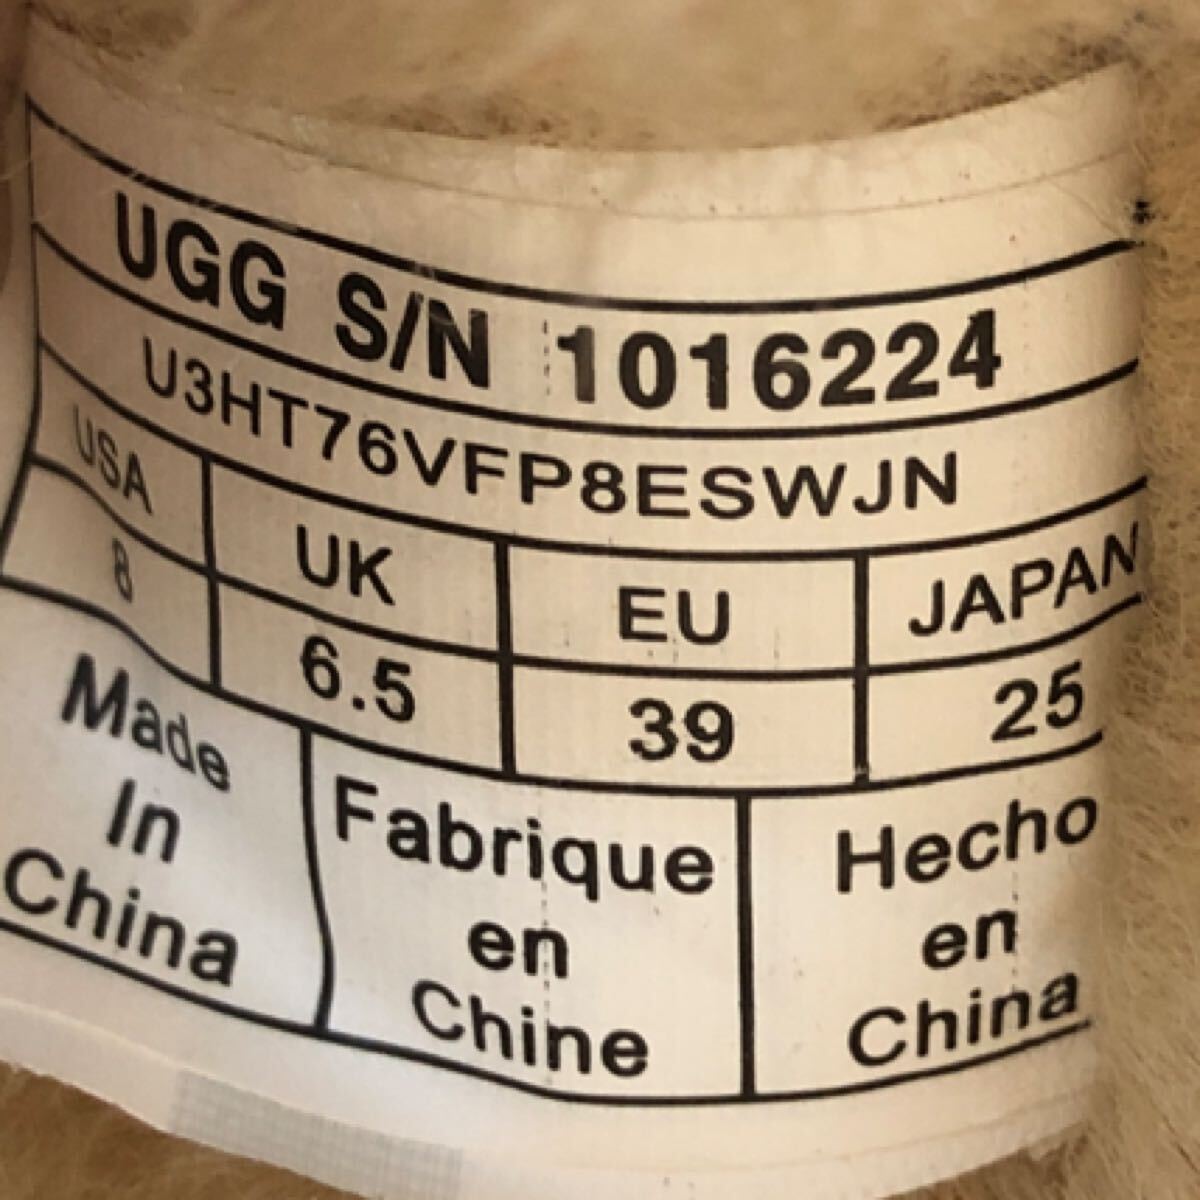 UGG S/N 1016224
U3HT76VFP8ESWJN
USA UK EU JAPAN
8 6.5 39 25
Made In China
Fabrique en Chine
Hecho en China